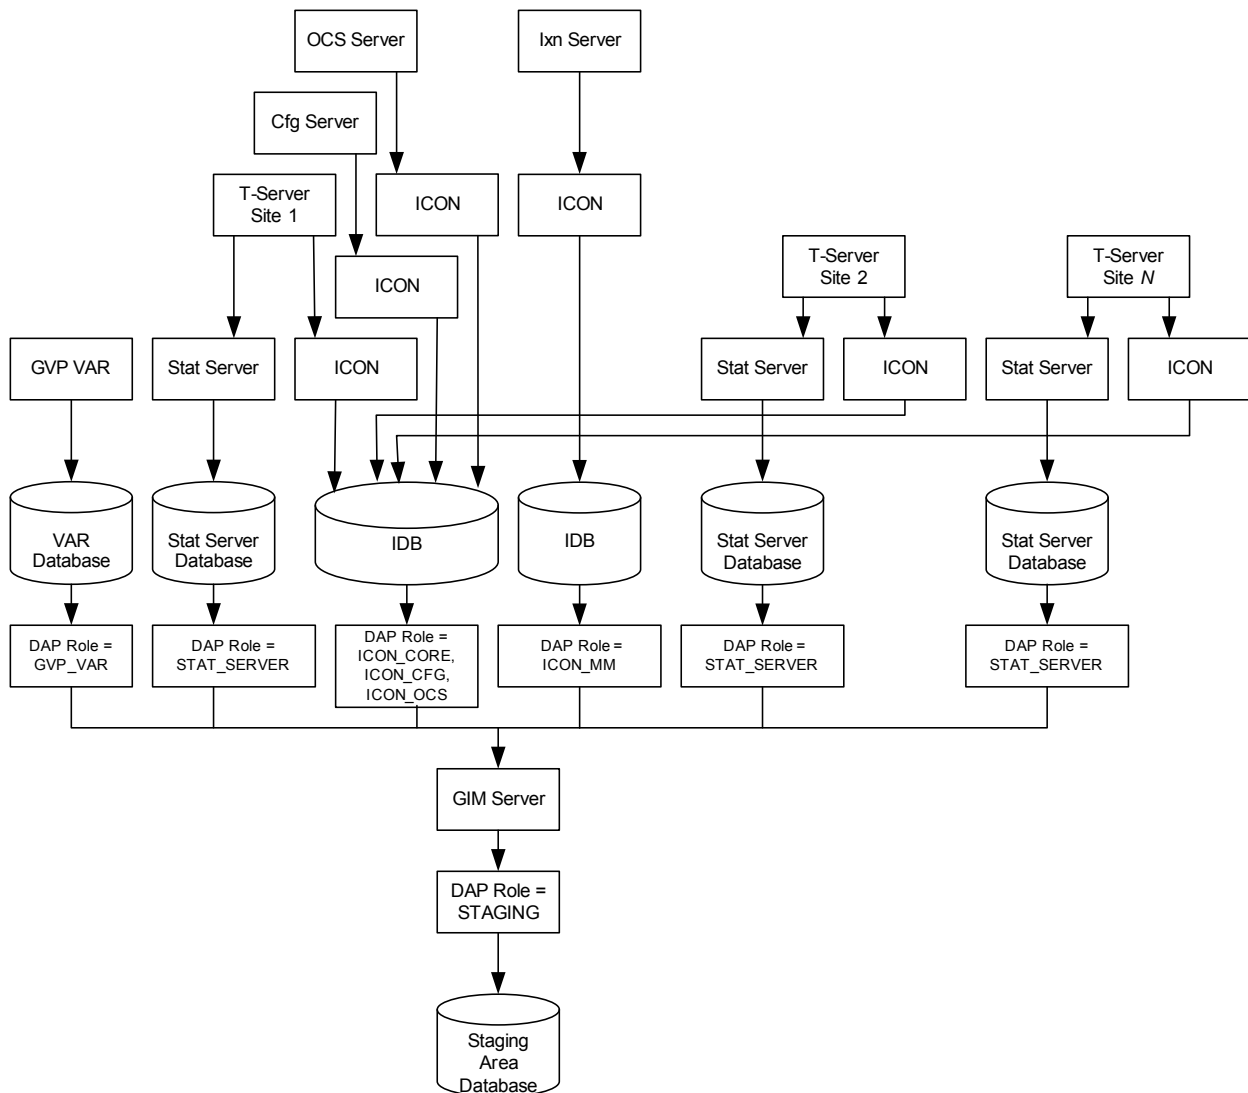 OCS Server
Ixn Server
Cfg Server
T-Server
Site 1
ICON
ICON
ICON
T-Server
Site 2
T-Server
Site N
GVP VAR
Stat Server
ICON
Stat Server
ICON
Stat Server
ICON
VAR
Database
Stat Server
Database
IDB
IDB
Stat Server
Database
Stat Server
Database
DAP Role =
GVP_VAR
DAP Role =
STAT_SERVER
DAP Role =
ICON_CORE,
ICON_CFG,
ICON_OCS
DAP Role =
ICON_MM
DAP Role =
STAT_SERVER
DAP Role =
STAT_SERVER
GIM Server
DAP Role =
STAGING
Staging
Area
Database